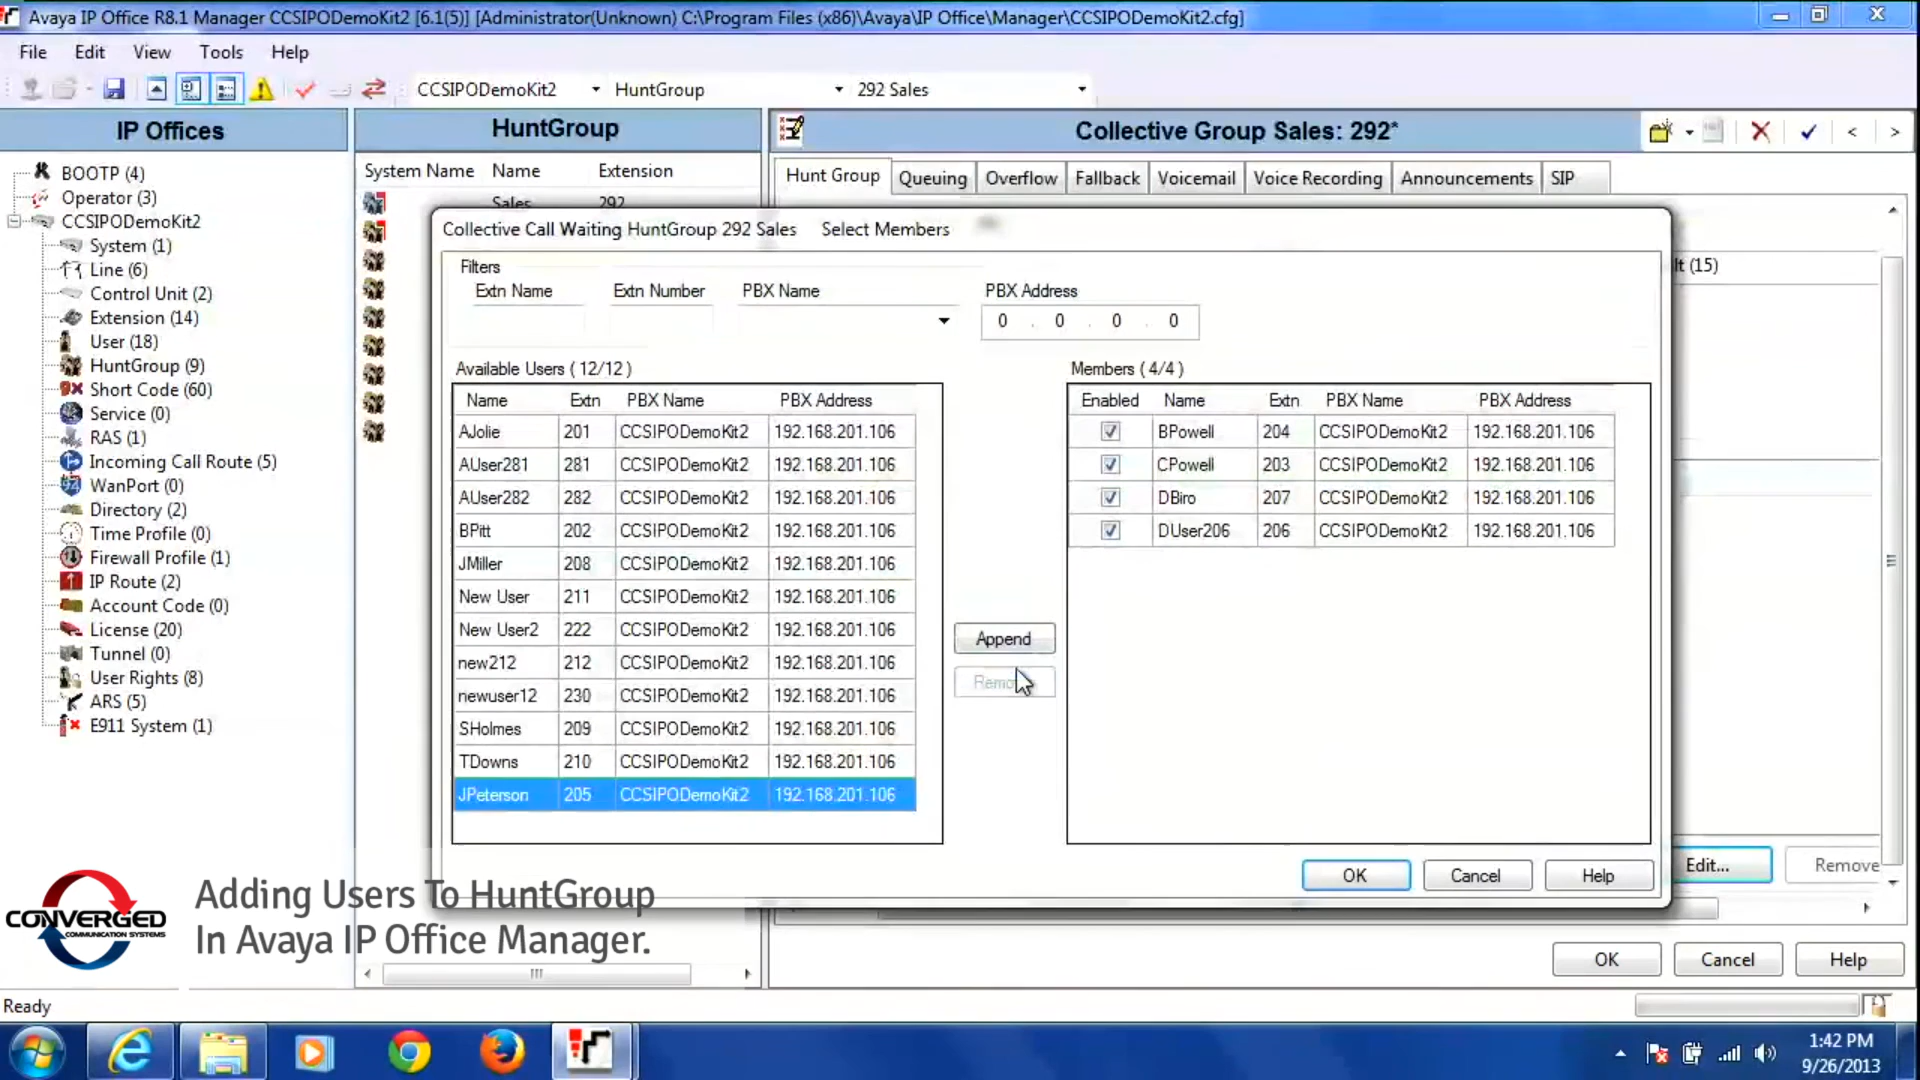 Avaya IP Office R8.1 Manager CCSIPODemoKit2 [6.1(5)] [Administrator(Unknown) C:\Program Files (x86)\Avaya\IP Office\Manager\CCSIPODemoKit2.cfg]
File Edit View Tools Help
CCSIPODemoKit2 HuntGroup 292 Sales
IP Offices
BOOTP (4)
Operator (3)
CCSIPODemoKit2
System (1)
Line (6)
Control Unit (2)
Extension (14)
User (18)
HuntGroup (9)
Short Code (60)
Service (0)
RAS (1)
Incoming Call Route (5)
WanPort (0)
Directory (2)
Time Profile (0)
Firewall Profile (1)
IP Route (2)
Account Code (0)
License (20)
Tunnel (0)
User Rights (8)
ARS (5)
E911 System (1)
HuntGroup
System Name Name Extension
Sales 292
Collective Group Sales: 292*
Hunt Group Queuing Overflow Fallback Voicemail Voice Recording Announcements SIP
lt (15)
Collective Call Waiting HuntGroup 292 Sales Select Members
Filters
Extn Name Extn Number PBX Name PBX Address
0 . 0 . 0 . 0
Available Users ( 12/12 )
Name Extn PBX Name PBX Address
AJolie 201 CCSIPODemoKit2 192.168.201.106
AUser281 281 CCSIPODemoKit2 192.168.201.106
AUser282 282 CCSIPODemoKit2 192.168.201.106
BPitt 202 CCSIPODemoKit2 192.168.201.106
JMiller 208 CCSIPODemoKit2 192.168.201.106
New User 211 CCSIPODemoKit2 192.168.201.106
New User2 222 CCSIPODemoKit2 192.168.201.106
new212 212 CCSIPODemoKit2 192.168.201.106
newuser12 230 CCSIPODemoKit2 192.168.201.106
SHolmes 209 CCSIPODemoKit2 192.168.201.106
TDowns 210 CCSIPODemoKit2 192.168.201.106
JPeterson 205 CCSIPODemoKit2 192.168.201.106
Append
Remo
Members ( 4/4 )
Enabled Name Extn PBX Name PBX Address
BPowell 204 CCSIPODemoKit2 192.168.201.106
CPowell 203 CCSIPODemoKit2 192.168.201.106
DBiro 207 CCSIPODemoKit2 192.168.201.106
DUser206 206 CCSIPODemoKit2 192.168.201.106
OK Cancel Help
Edit... Remove
OK Cancel Help
CONVERGED
COMMUNICATION SYSTEMS
Adding Users To HuntGroup
In Avaya IP Office Manager.
Ready
1:42 PM
9/26/2013